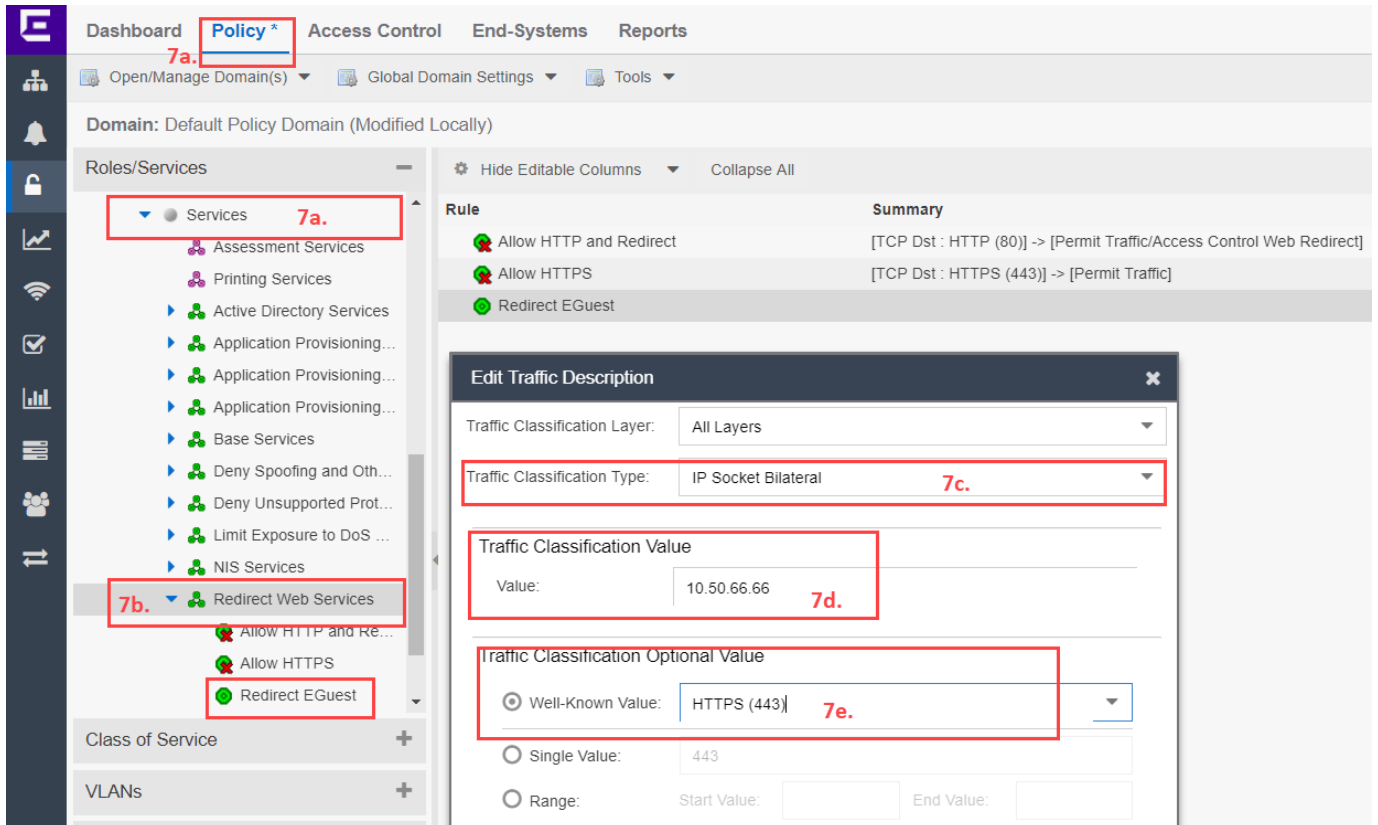 Dashboard Policy * Access Control End-Systems Reports
7a.
Open/Manage Domain(s) Global Domain Settings Tools
Domain: Default Policy Domain (Modified Locally)
Roles/Services
Hide Editable Columns Collapse All
Services 7a.
Rule Summary
Assessment Services
Allow HTTP and Redirect [TCP Dst : HTTP (80)] -> [Permit Traffic/Access Control Web Redirect]
Printing Services
Allow HTTPS [TCP Dst : HTTPS (443)] -> [Permit Traffic]
Active Directory Services
Redirect EGuest
Application Provisioning...
Application Provisioning...
Application Provisioning...
Base Services
Deny Spoofing and Oth...
Deny Unsupported Prot...
Limit Exposure to DoS ...
NIS Services
7b. Redirect Web Services
Allow HTTP and Re...
Allow HTTPS
Redirect EGuest
Class of Service
VLANs
Edit Traffic Description
Traffic Classification Layer: All Layers
Traffic Classification Type: IP Socket Bilateral 7c.
Traffic Classification Value
Value: 10.50.66.66 7d.
Traffic Classification Optional Value
Well-Known Value: HTTPS (443) 7e.
Single Value: 443
Range: Start Value: End Value: